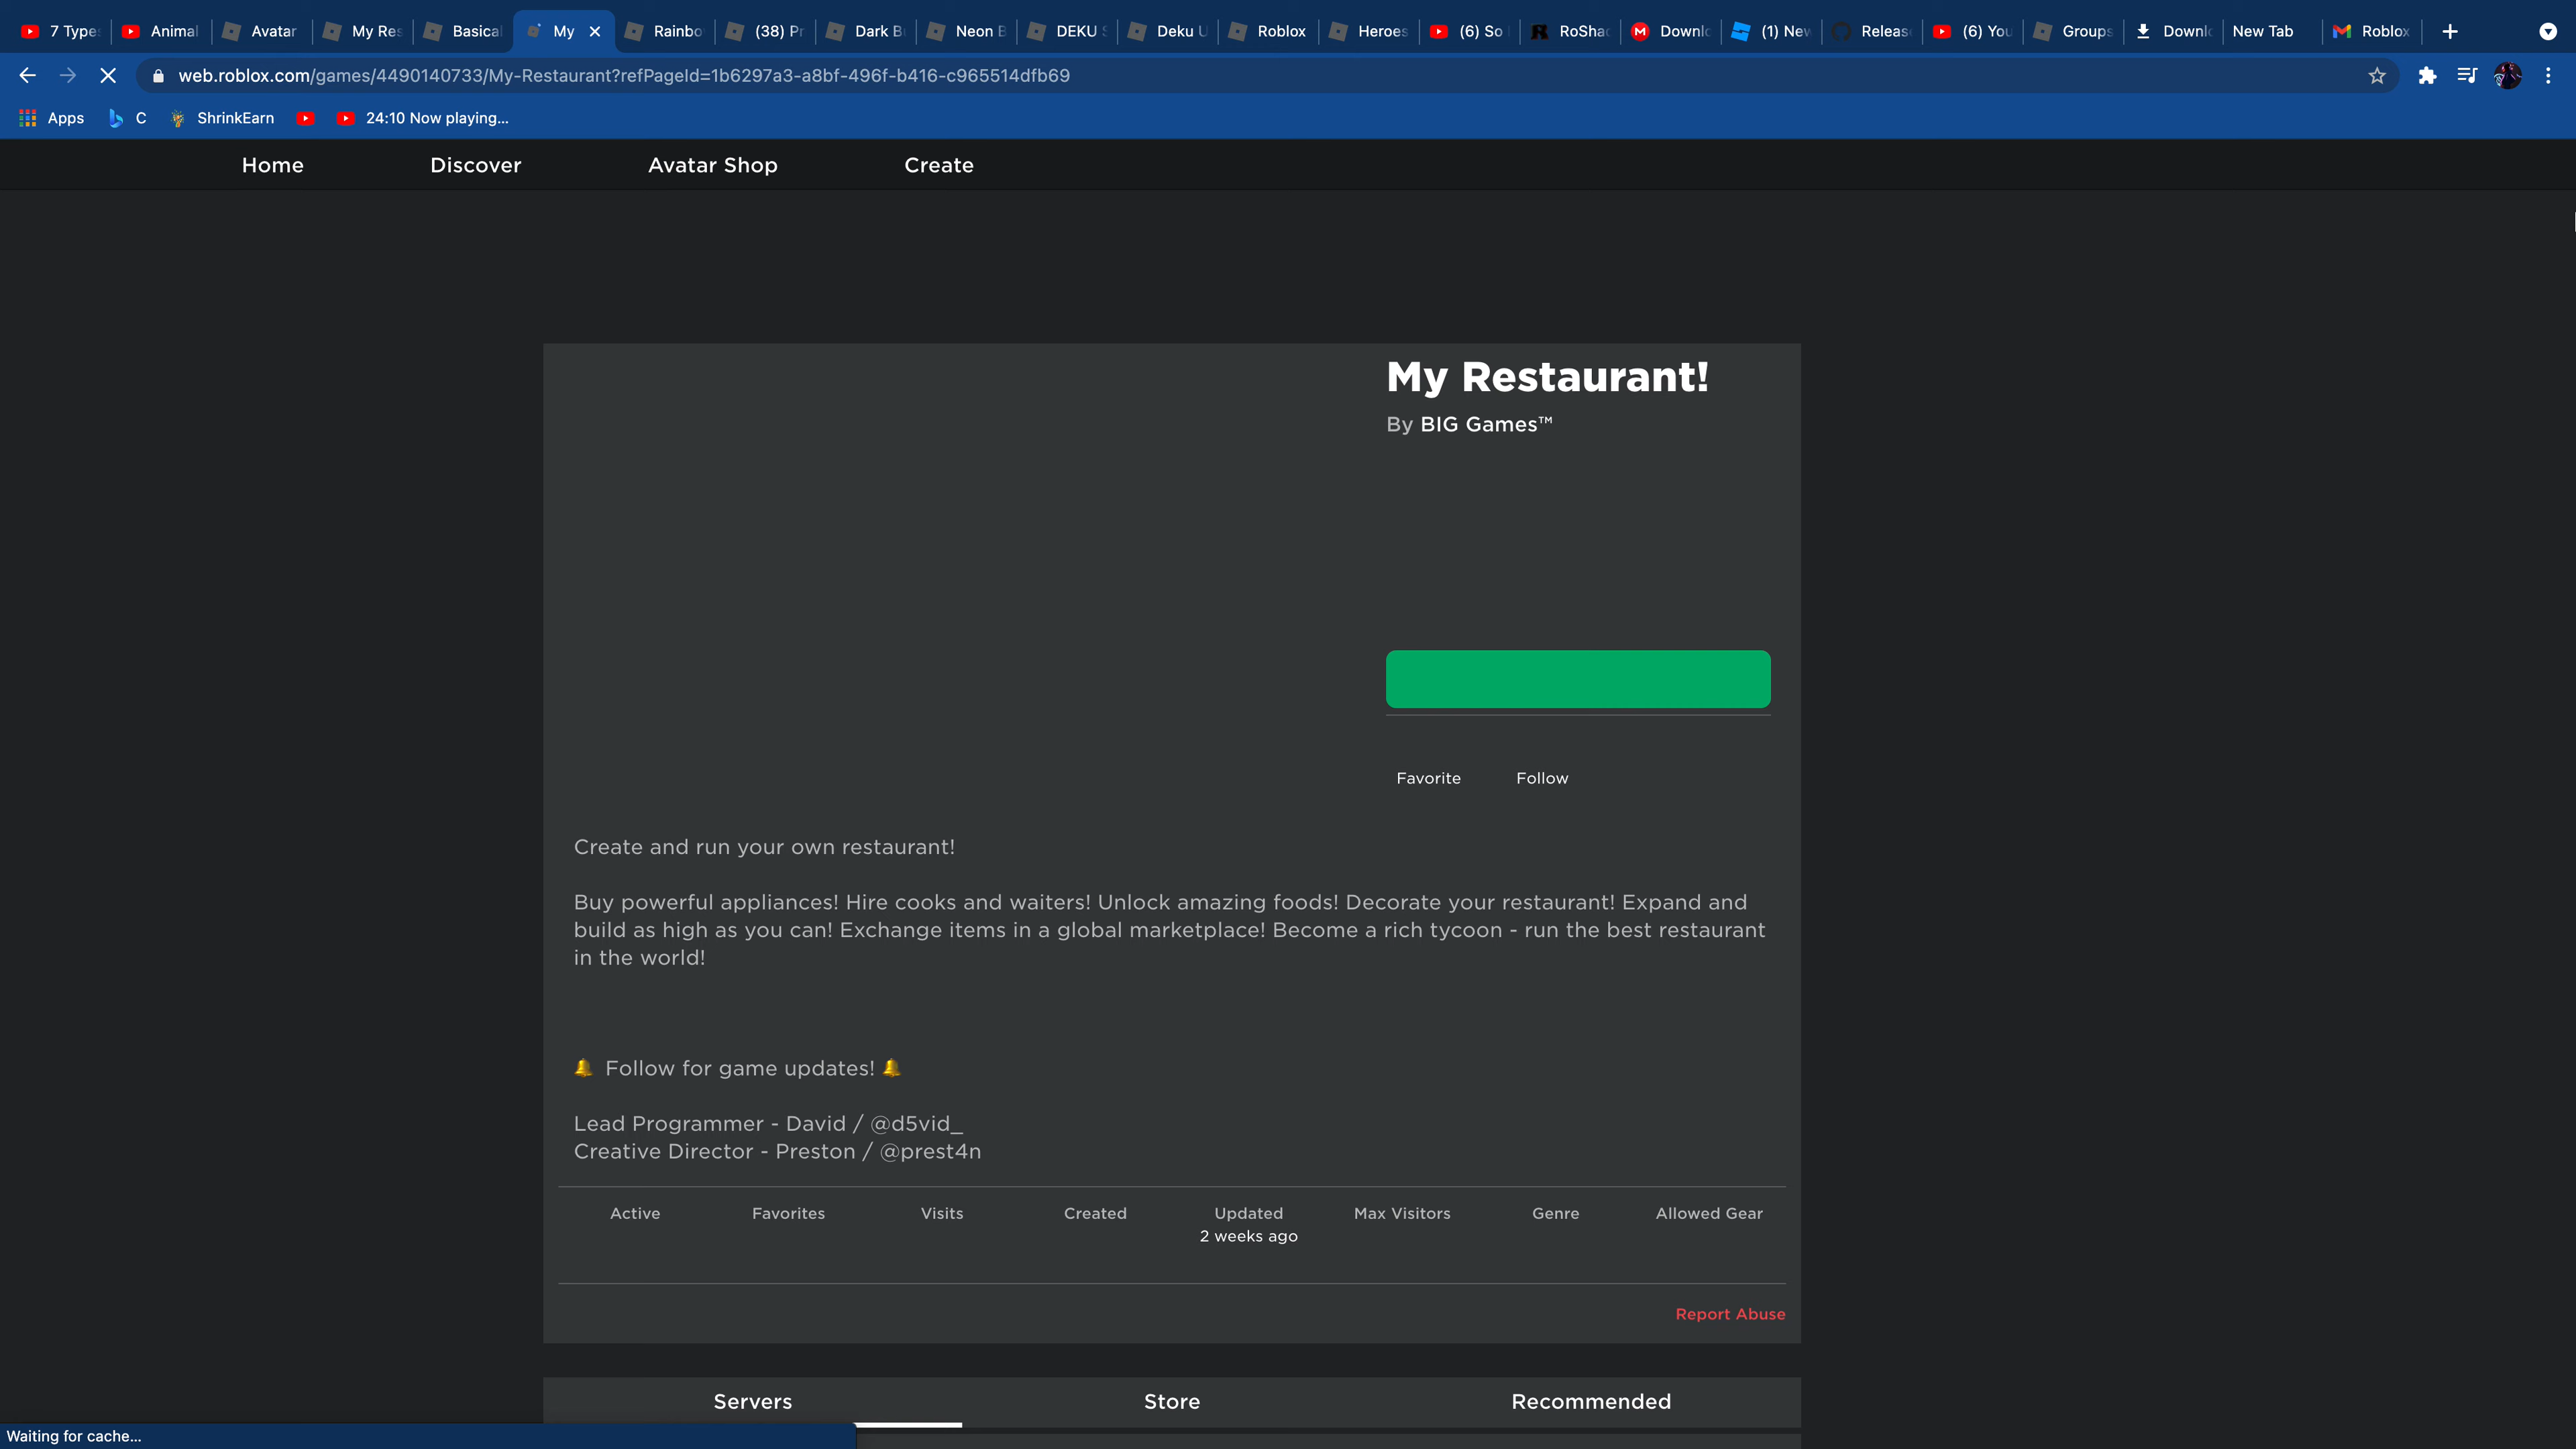 7 Types
Animal
Avatar
My Res
Basical
My
Rainbo
(38) Pr
Dark B
Neon B
DEKU S
Deku U
Roblox
Heroes
(6) So
RoShad
Downlo
(1) New
Release
(6) You
Groups
Downlo
New Tab
Roblox
web.roblox.com/games/4490140733/My-Restaurant?refPageId=1b6297a3-a8bf-496f-b416-c965514dfb69
Apps
C
ShrinkEarn
24:10 Now playing...
Home
Discover
Avatar Shop
Create
My Restaurant!
By BIG Games™
Favorite
Follow
Create and run your own restaurant!
Buy powerful appliances! Hire cooks and waiters! Unlock amazing foods! Decorate your restaurant! Expand and
build as high as you can! Exchange items in a global marketplace! Become a rich tycoon - run the best restaurant
in the world!
🔔 Follow for game updates! 🔔
Lead Programmer - David / @d5vid_
Creative Director - Preston / @prest4n
Active
Favorites
Visits
Created
Updated
2 weeks ago
Max Visitors
Genre
Allowed Gear
Report Abuse
Servers
Store
Recommended
Waiting for cache...